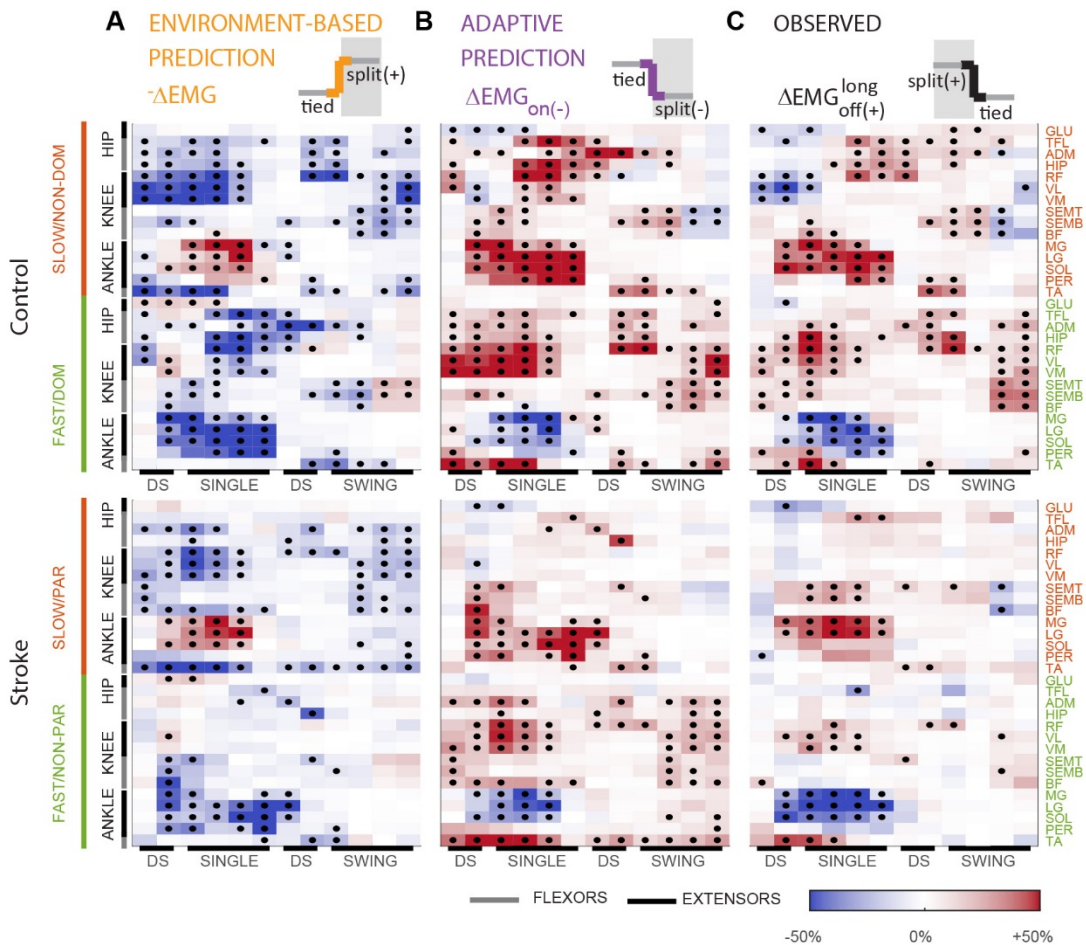 A ENVIRONMENT-BASED
PREDICTION
-ΔEMG
tied
split(+)
B ADAPTIVE
PREDICTION
ΔEMG on(-)
tied
split(-)
C OBSERVED
ΔEMG long off(+)
split(+)
tied
Control
SLOW/NON-DOM
FAST/DOM
HIP
KNEE
ANKLE
HIP
KNEE
ANKLE
GLU
TFL
ADM
HIP
RF
VL
VM
SEMT
SEMB
BF
MG
LG
SOL
PER
TA
GLU
TFL
ADM
HIP
RF
VL
VM
SEMT
SEMB
BF
MG
LG
SOL
PER
TA
DS SINGLE DS SWING
DS SINGLE DS SWING
DS SINGLE DS SWING
Stroke
SLOW/PAR
FAST/NON-PAR
HIP
KNEE
ANKLE
HIP
KNEE
ANKLE
GLU
TFL
ADM
HIP
RF
VL
VM
SEMT
SEMB
BF
MG
LG
SOL
PER
TA
GLU
TFL
ADM
HIP
RF
VL
VM
SEMT
SEMB
BF
MG
LG
SOL
PER
TA
DS SINGLE DS SWING
DS SINGLE DS SWING
DS SINGLE DS SWING
FLEXORS EXTENSORS
-50% 0% +50%